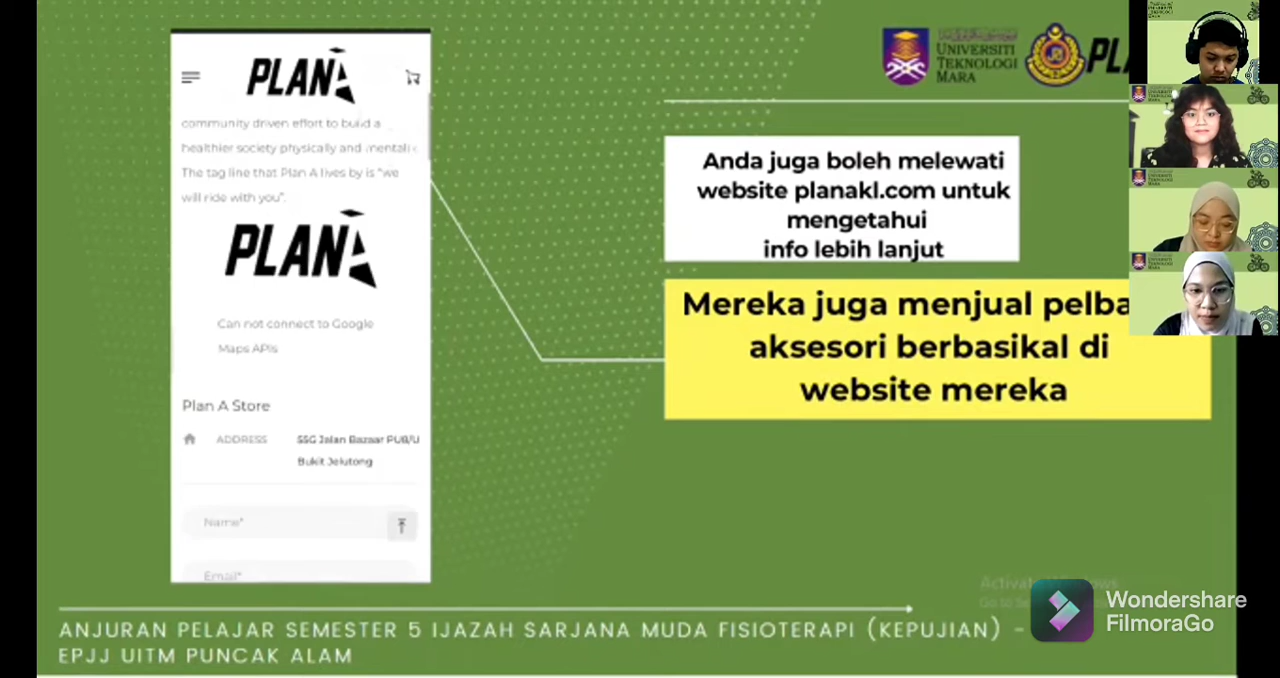 PLANA
community driven effort to build a
healthier society physically and mentall
The tag line that Plan A lives by is "we
will ride with you".
PLANA
Can not connect to Google
Maps APIs
Plan A Store
ADDRESS 55G Jalan Bazaar PU8/U
Bukit Jelutong
Name*
Email*
UNIVERSITI
TEKNOLOGI
MARA
Anda juga boleh melewati
website planakl.com untuk
mengetahui
info lebih lanjut
Mereka juga menjual pelba
aksesori berbasikal di
website mereka
ANJURAN PELAJAR SEMESTER 5 IJAZAH SARJANA MUDA FISIOTERAPI (KEPUJIAN) -
EPJJ UITM PUNCAK ALAM
Wondershare
FilmoraGo